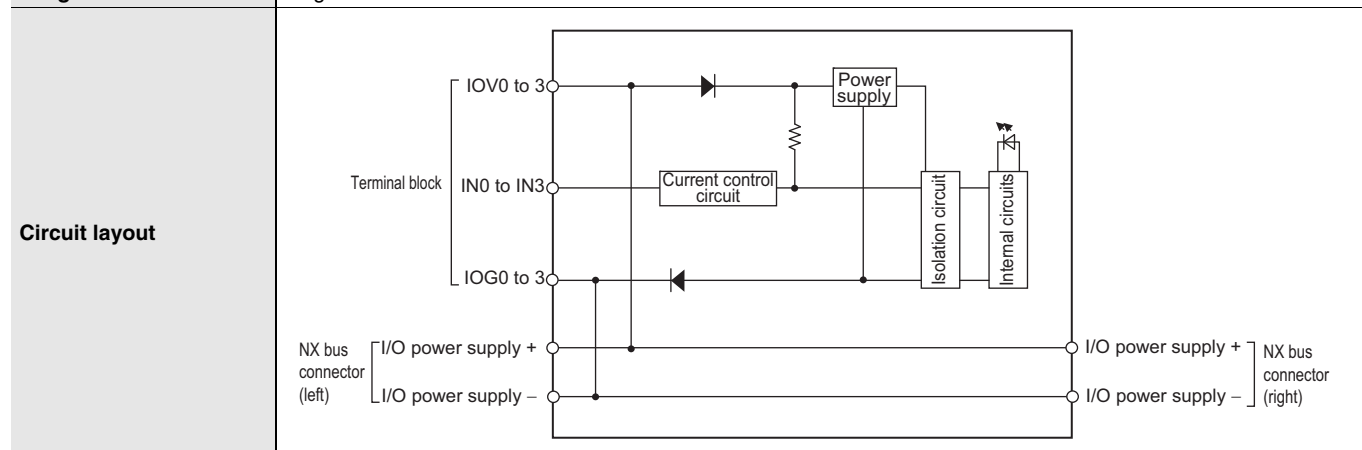 Circuit layout
IOV0 to 3
Power
supply
Terminal block
IN0 to IN3
Current control
circuit
Isolation circuit
Internal circuits
IOG0 to 3
NX bus
connector
(left)
I/O power supply +
I/O power supply −
I/O power supply +
I/O power supply −
NX bus
connector
(right)